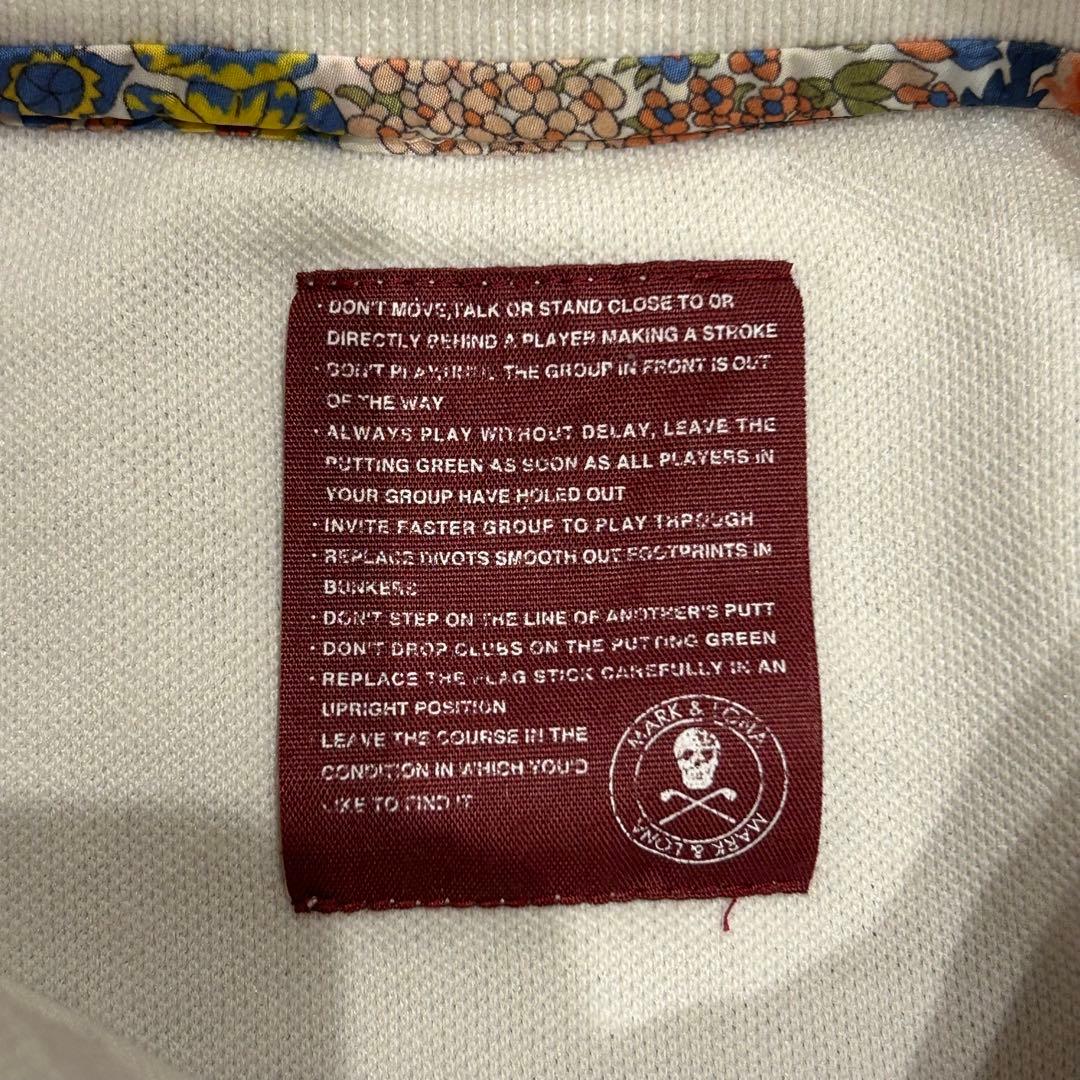 · DON'T MOVE, TALK OR STAND CLOSE TO OR
DIRECTLY BEHIND A PLAYER MAKING A STROKE
· DON'T PLAY UNTIL THE GROUP IN FRONT IS OUT
OF THE WAY
· ALWAYS PLAY WITHOUT DELAY, LEAVE THE
PUTTING GREEN AS SOON AS ALL PLAYERS IN
YOUR GROUP HAVE HOLED OUT
· INVITE FASTER GROUP TO PLAY THROUGH
· REPLACE DIVOTS SMOOTH OUT FOOTPRINTS IN
BUNKERS
· DON'T STEP ON THE LINE OF ANOTHER'S PUTT
· DON'T DROP CLUBS ON THE PUTTING GREEN
· REPLACE THE FLAG STICK CAREFULLY IN AN
UPRIGHT POSITION
· LEAVE THE COURSE IN THE
CONDITION IN WHICH YOU'D
LIKE TO FIND IT
MARK & LONA
MARK & LONA